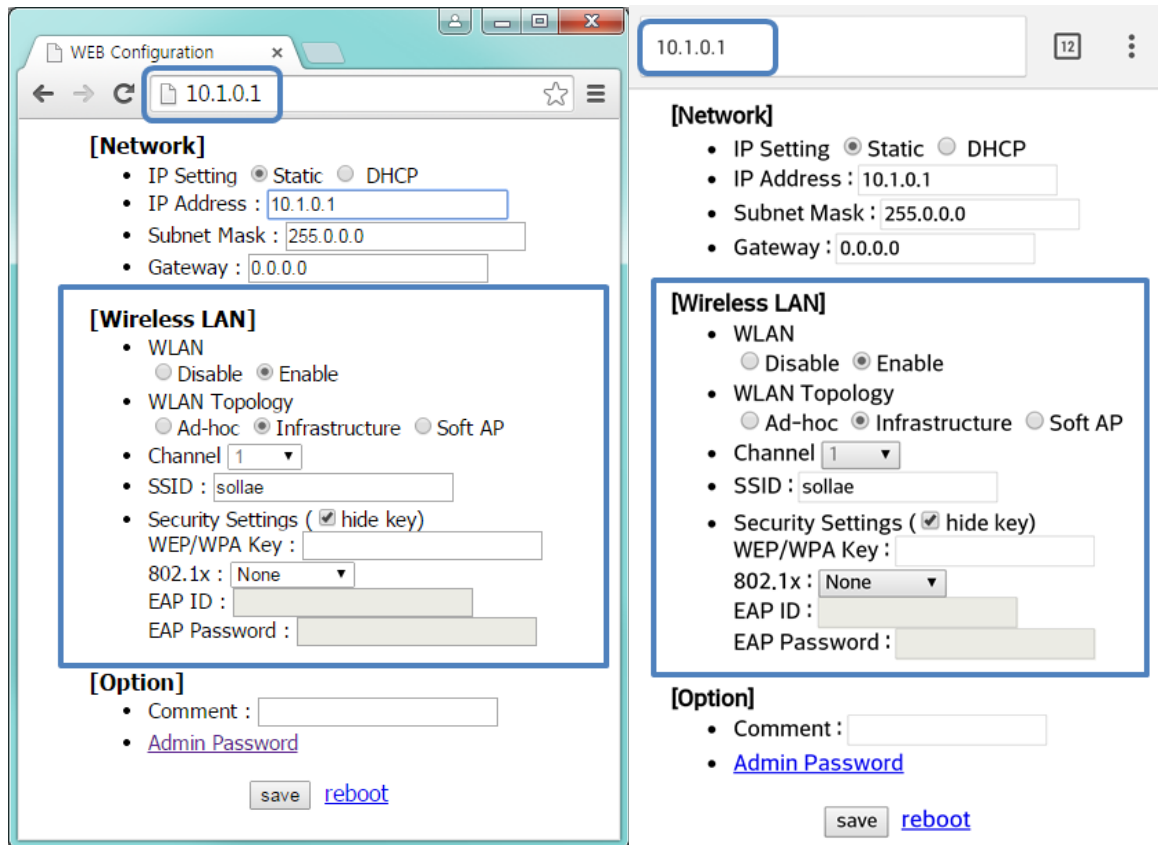 WEB Configuration
10.1.0.1
[Network]
• IP Setting Static DHCP
• IP Address : 10.1.0.1
• Subnet Mask : 255.0.0.0
• Gateway : 0.0.0.0
[Wireless LAN]
• WLAN
Disable Enable
• WLAN Topology
Ad-hoc Infrastructure Soft AP
• Channel 1
• SSID : sollae
• Security Settings ( hide key)
WEP/WPA Key :
802.1x : None
EAP ID :
EAP Password :
[Option]
• Comment :
• Admin Password
save reboot
10.1.0.1 12
[Network]
• IP Setting Static DHCP
• IP Address : 10.1.0.1
• Subnet Mask : 255.0.0.0
• Gateway : 0.0.0.0
[Wireless LAN]
• WLAN
Disable Enable
• WLAN Topology
Ad-hoc Infrastructure Soft AP
• Channel 1
• SSID : sollae
• Security Settings ( hide key)
WEP/WPA Key :
802.1x : None
EAP ID :
EAP Password :
[Option]
• Comment :
• Admin Password
save reboot